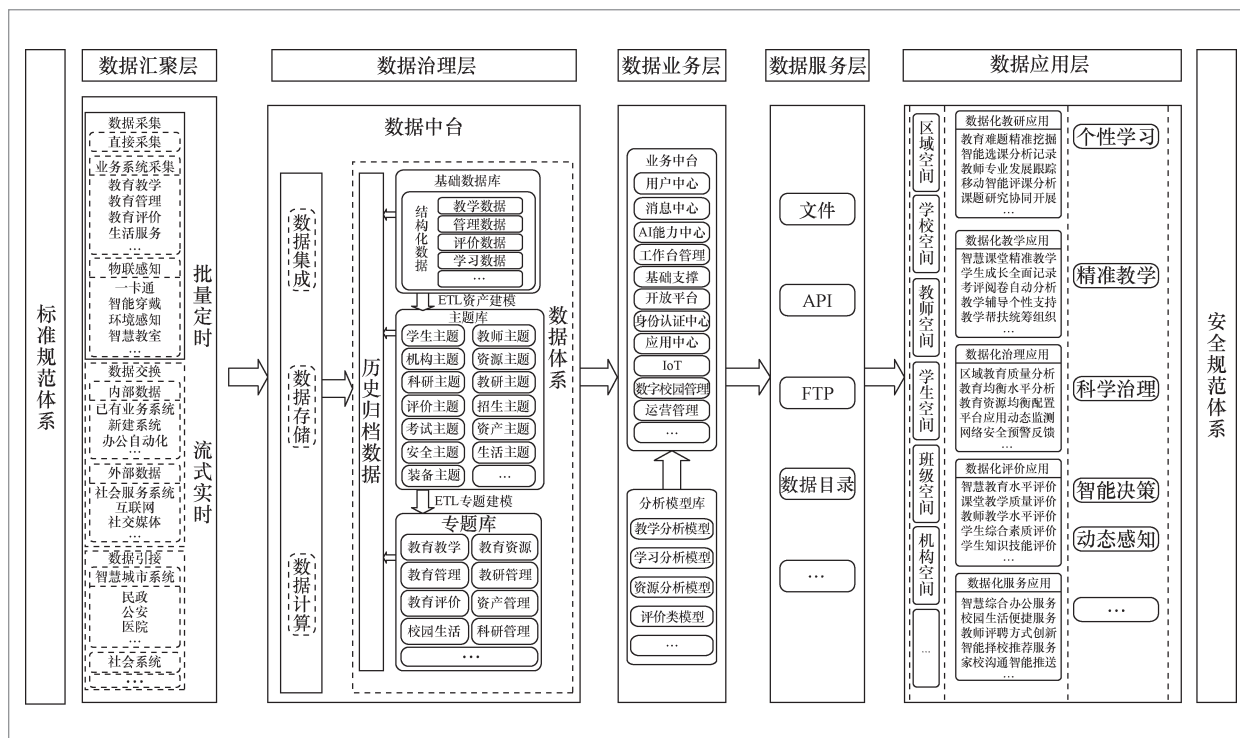 标准规范体系
数据汇聚层
数据采集
直接采集
业务系统采集
教育教学
教育管理
教育评价
生活服务
…
物联感知
一卡通
智能穿戴
环境感知
智慧教室
…
数据交换
内部数据
已有业务系统
新建系统
办公自动化
…
外部数据
社会服务系统
互联网
社交媒体
…
数据引接
智慧城市系统
民政
公安
医院
…
社会系统
…
批量定时
流式实时
数据治理层
数据中台
数据集成
数据存储
数据计算
历史归档数据
基础数据库
结构化数据
教学数据
管理数据
评价数据
学习数据
…
ETL资产建模
主题库
学生主题
教师主题
机构主题
资源主题
科研主题
教研主题
评价主题
招生主题
考试主题
资产主题
安全主题
生活主题
装备主题
…
ETL专题建模
专题库
教育教学
教育资源
教育管理
教研管理
教育评价
资产管理
校园生活
科研管理
…
数据体系
数据业务层
业务中台
用户中心
消息中心
AI能力中心
工作台管理
基础支撑
开放平台
身份认证中心
应用中心
IoT
数字校园管理
运营管理
…
分析模型库
教学分析模型
学习分析模型
资源分析模型
评价类模型
…
数据服务层
文件
API
FTP
数据目录
…
数据应用层
区域空间
学校空间
教师空间
学生空间
班级空间
机构空间
…
数据化教研应用
教育难题精准挖掘
智能选课分析记录
教师专业发展跟踪
移动智能评课分析
课题研究协同开展
…
数据化教学应用
智慧课堂精准教学
学生成长全面记录
考评阅卷自动分析
教学辅导个性支持
教学帮扶统筹组织
…
数据化治理应用
区域教育质量分析
教育均衡水平分析
教育资源均衡配置
平台应用动态监测
网络安全预警反馈
…
数据化评价应用
智慧教育水平评价
课堂教学质量评价
教师教学水平评价
学生综合素质评价
学生知识技能评价
…
数据化服务应用
智慧综合办公服务
校园生活便捷服务
教师评聘方式创新
智能择校推荐服务
家校沟通智能推送
…
个性学习
精准教学
科学治理
智能决策
动态感知
…
安全规范体系